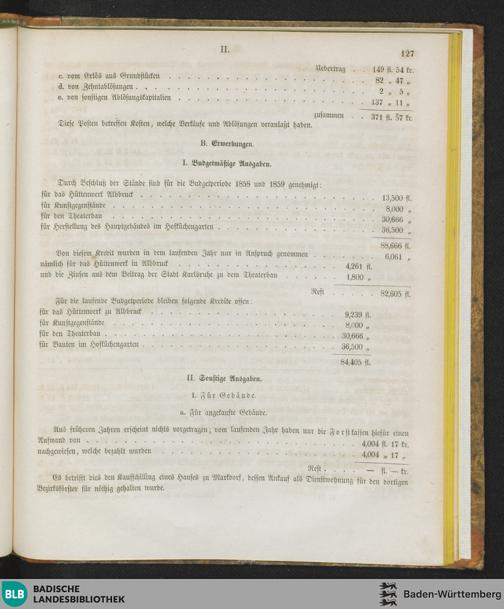 II.
127
Uebertrag . . 149 fl. 54 kr.
c. vom Erlös aus Grundstücken . . . 82 „ 47 „
d. von Zehntablösungen . . . 2 „ 5 „
e. von sonstigen Ablösungskapitalien . . . 137 „ 11 „
zusammen . . . 371 fl. 57 kr.
Diese Posten betreffen Kosten, welche Verkäufe und Ablösungen veranlaßt haben.
B. Erwerbungen.
I. Budgetmäßige Ausgaben.
Durch Beschluß der Stände sind für die Budgetperiode 1858 und 1859 genehmigt:
für das Hüttenwerk Albbruck . . . 13,500 fl.
für Kunstgegenstände . . . 8,000 „
für den Theaterbau . . . 30,666 „
für Herstellung des Hauptgebäudes im Hofküchengarten . . . 36,500 „
88,666 fl.
Von diesem Kredit wurden in dem laufenden Jahr nur in Anspruch genommen . . . 6,061 „
nämlich für das Hüttenwerk in Albbruck . . . 4,261 fl.
und die Zinsen aus dem Beitrag der Stadt Karlsruhe zu dem Theaterbau . . . 1,800 „
Rest . . . 82,605 fl.
Für die laufende Budgetperiode bleiben folgende Kredite offen:
für das Hüttenwerk zu Albbruck . . . 9,239 fl.
für Kunstgegenstände . . . 8,000 „
für den Theaterbau . . . 30,666 „
für Bauten im Hofküchengarten . . . 36,500 „
84,405 fl.
II. Sonstige Ausgaben.
1. Für Gebäude.
a. Für angekaufte Gebäude.
Aus früheren Jahren erscheint nichts vorgetragen; vom laufenden Jahr haben nur die Forstkassen hiefür einen
Aufwand von . . . 4,004 fl. 17 kr.
nachgewiesen, welche bezahlt wurden . . . 4,004 „ 17 „
Rest . . . — fl. — kr.
Es betrifft dies den Kaufschilling eines Hauses zu Markdorf, dessen Ankauf als Dienstwohnung für den dortigen
Bezirksförster für nöthig gehalten wurde.
BLB
BADISCHE
LANDESBIBLIOTHEK
Baden-Württemberg